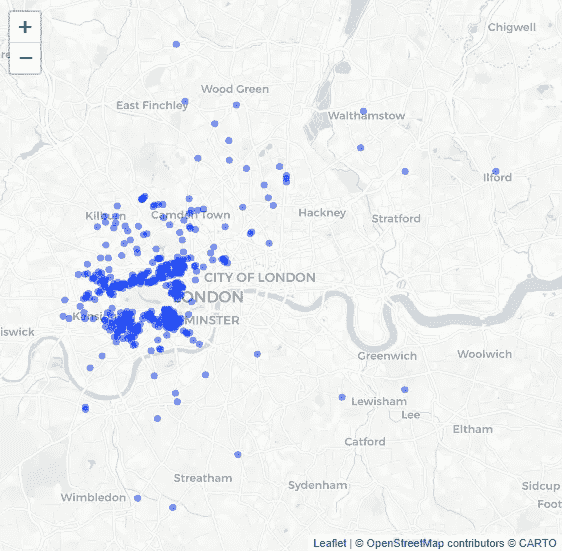 +
Chigwell
−
Wood Green
East Finchley
Walthamstow
Ilford
Kilburn
Camden Town
Hackney
Stratford
CITY OF LONDON
LONDON
MINSTER
iswick
Greenwich
Woolwich
Lewisham
Lee
Eltham
Catford
Streatham
Sydenham
Sidcup
Wimbledon
Foot
Leaflet | © OpenStreetMap contributors © CARTO